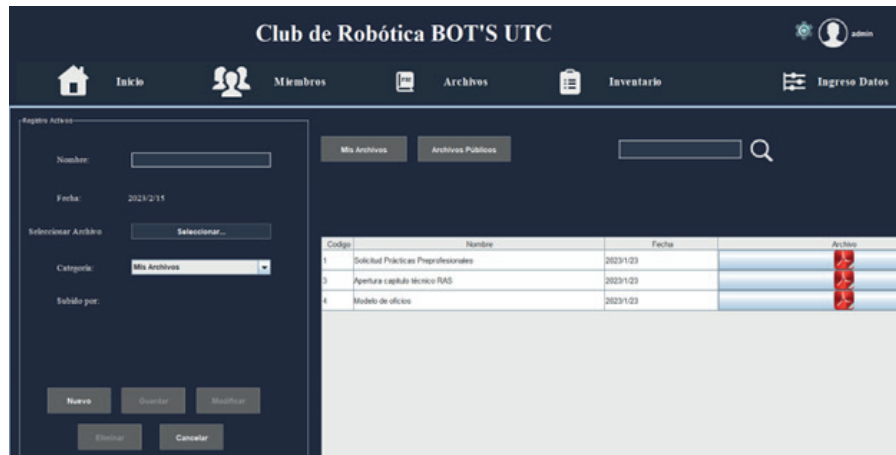 Club de Robótica BOT'S UTC
admin
Inicio
Miembros
Archivos
Inventario
Ingreso Datos
Registro Activos
Nombre:
Fecha: 2023/2/15
Seleccionar Archivo Seleccionar...
Categoria: Mis Archivos
Subido por:
Nuevo Guardar Modificar
Eliminar Cancelar
Mis Archivos Archivos Públicos
Codigo Nombre Fecha Archivo
1 Solicitud Prácticas Preprofesionales 2023/1/23
3 Apertura capitulo técnico RAS 2023/1/23
4 Modelo de oficios 2023/1/23